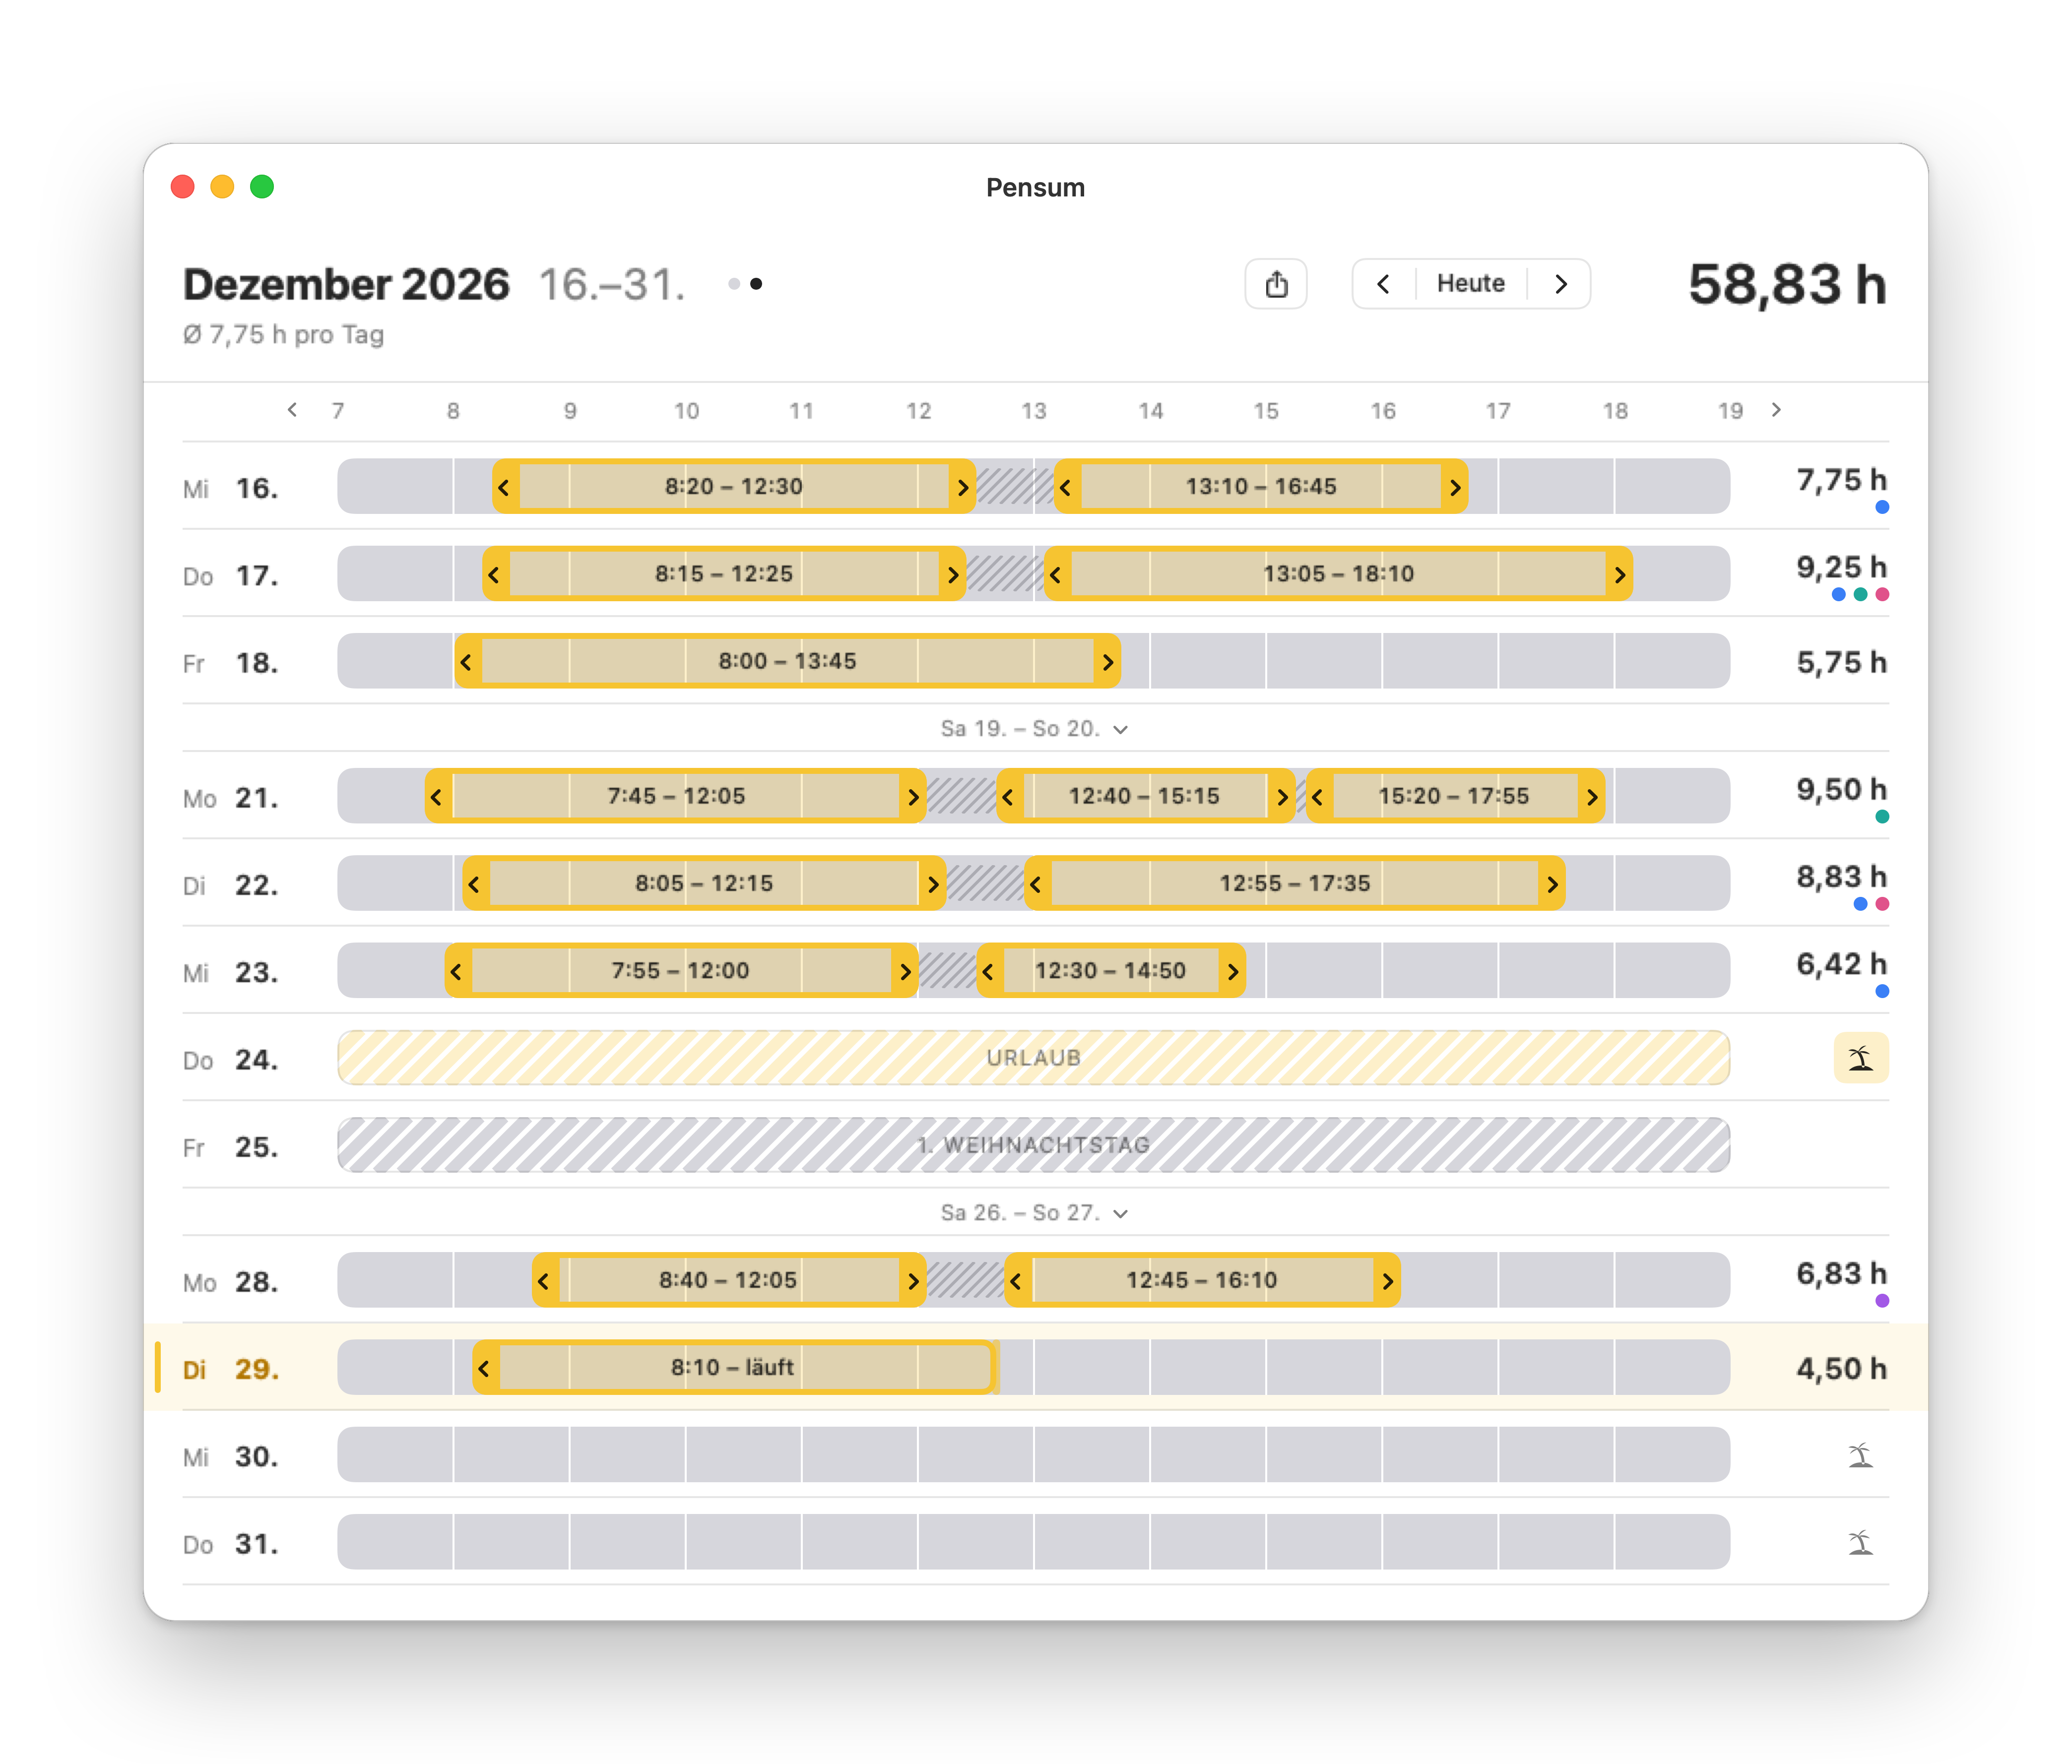 Pensum
Dezember 2026 16.–31. Heute 58,83 h
Ø 7,75 h pro Tag
7 8 9 10 11 12 13 14 15 16 17 18 19
Mi 16. 8:20 – 12:30 13:10 – 16:45 7,75 h
Do 17. 8:15 – 12:25 13:05 – 18:10 9,25 h
Fr 18. 8:00 – 13:45 5,75 h
Sa 19. – So 20.
Mo 21. 7:45 – 12:05 12:40 – 15:15 15:20 – 17:55 9,50 h
Di 22. 8:05 – 12:15 12:55 – 17:35 8,83 h
Mi 23. 7:55 – 12:00 12:30 – 14:50 6,42 h
Do 24. URLAUB
Fr 25. 1. WEIHNACHTSTAG
Sa 26. – So 27.
Mo 28. 8:40 – 12:05 12:45 – 16:10 6,83 h
Di 29. 8:10 – läuft 4,50 h
Mi 30.
Do 31.